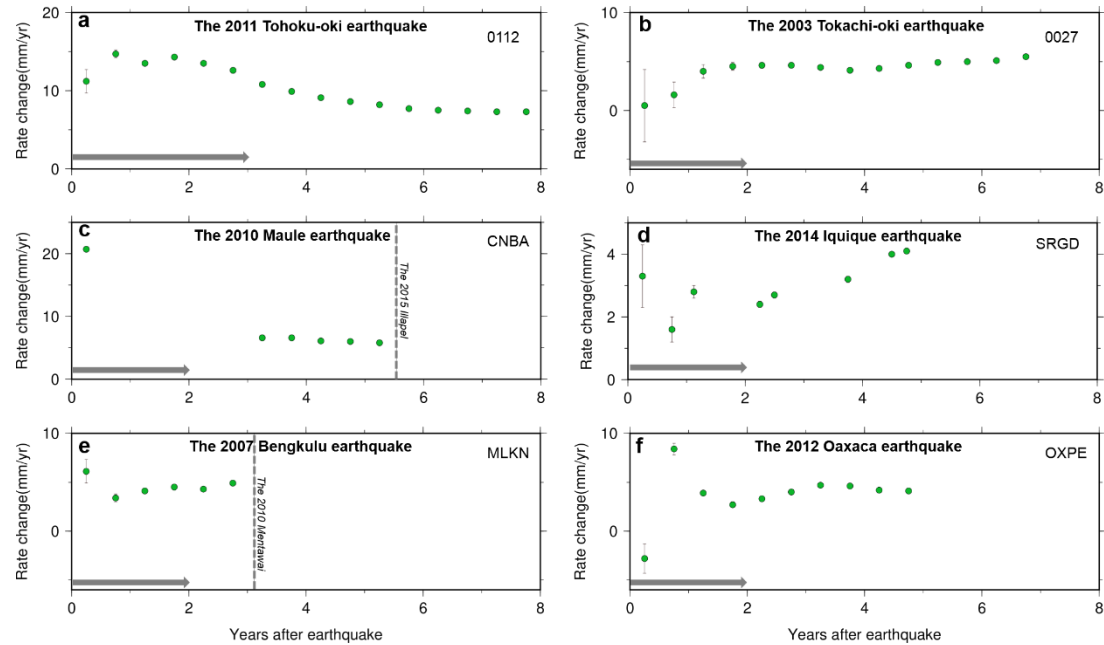 a The 2011 Tohoku-oki earthquake 0112
Rate change(mm/yr)
20
10
0
0 2 4 6 8
b The 2003 Tokachi-oki earthquake 0027
Rate change(mm/yr)
10
0
0 2 4 6 8
c The 2010 Maule earthquake CNBA
Rate change(mm/yr)
20
10
0
The 2015 Illapel
0 2 4 6 8
d The 2014 Iquique earthquake SRGD
Rate change(mm/yr)
4
2
0
0 2 4 6 8
e The 2007 Bengkulu earthquake MLKN
Rate change(mm/yr)
10
0
The 2010 Mentawai
0 2 4 6 8
Years after earthquake
f The 2012 Oaxaca earthquake OXPE
Rate change(mm/yr)
10
0
0 2 4 6 8
Years after earthquake